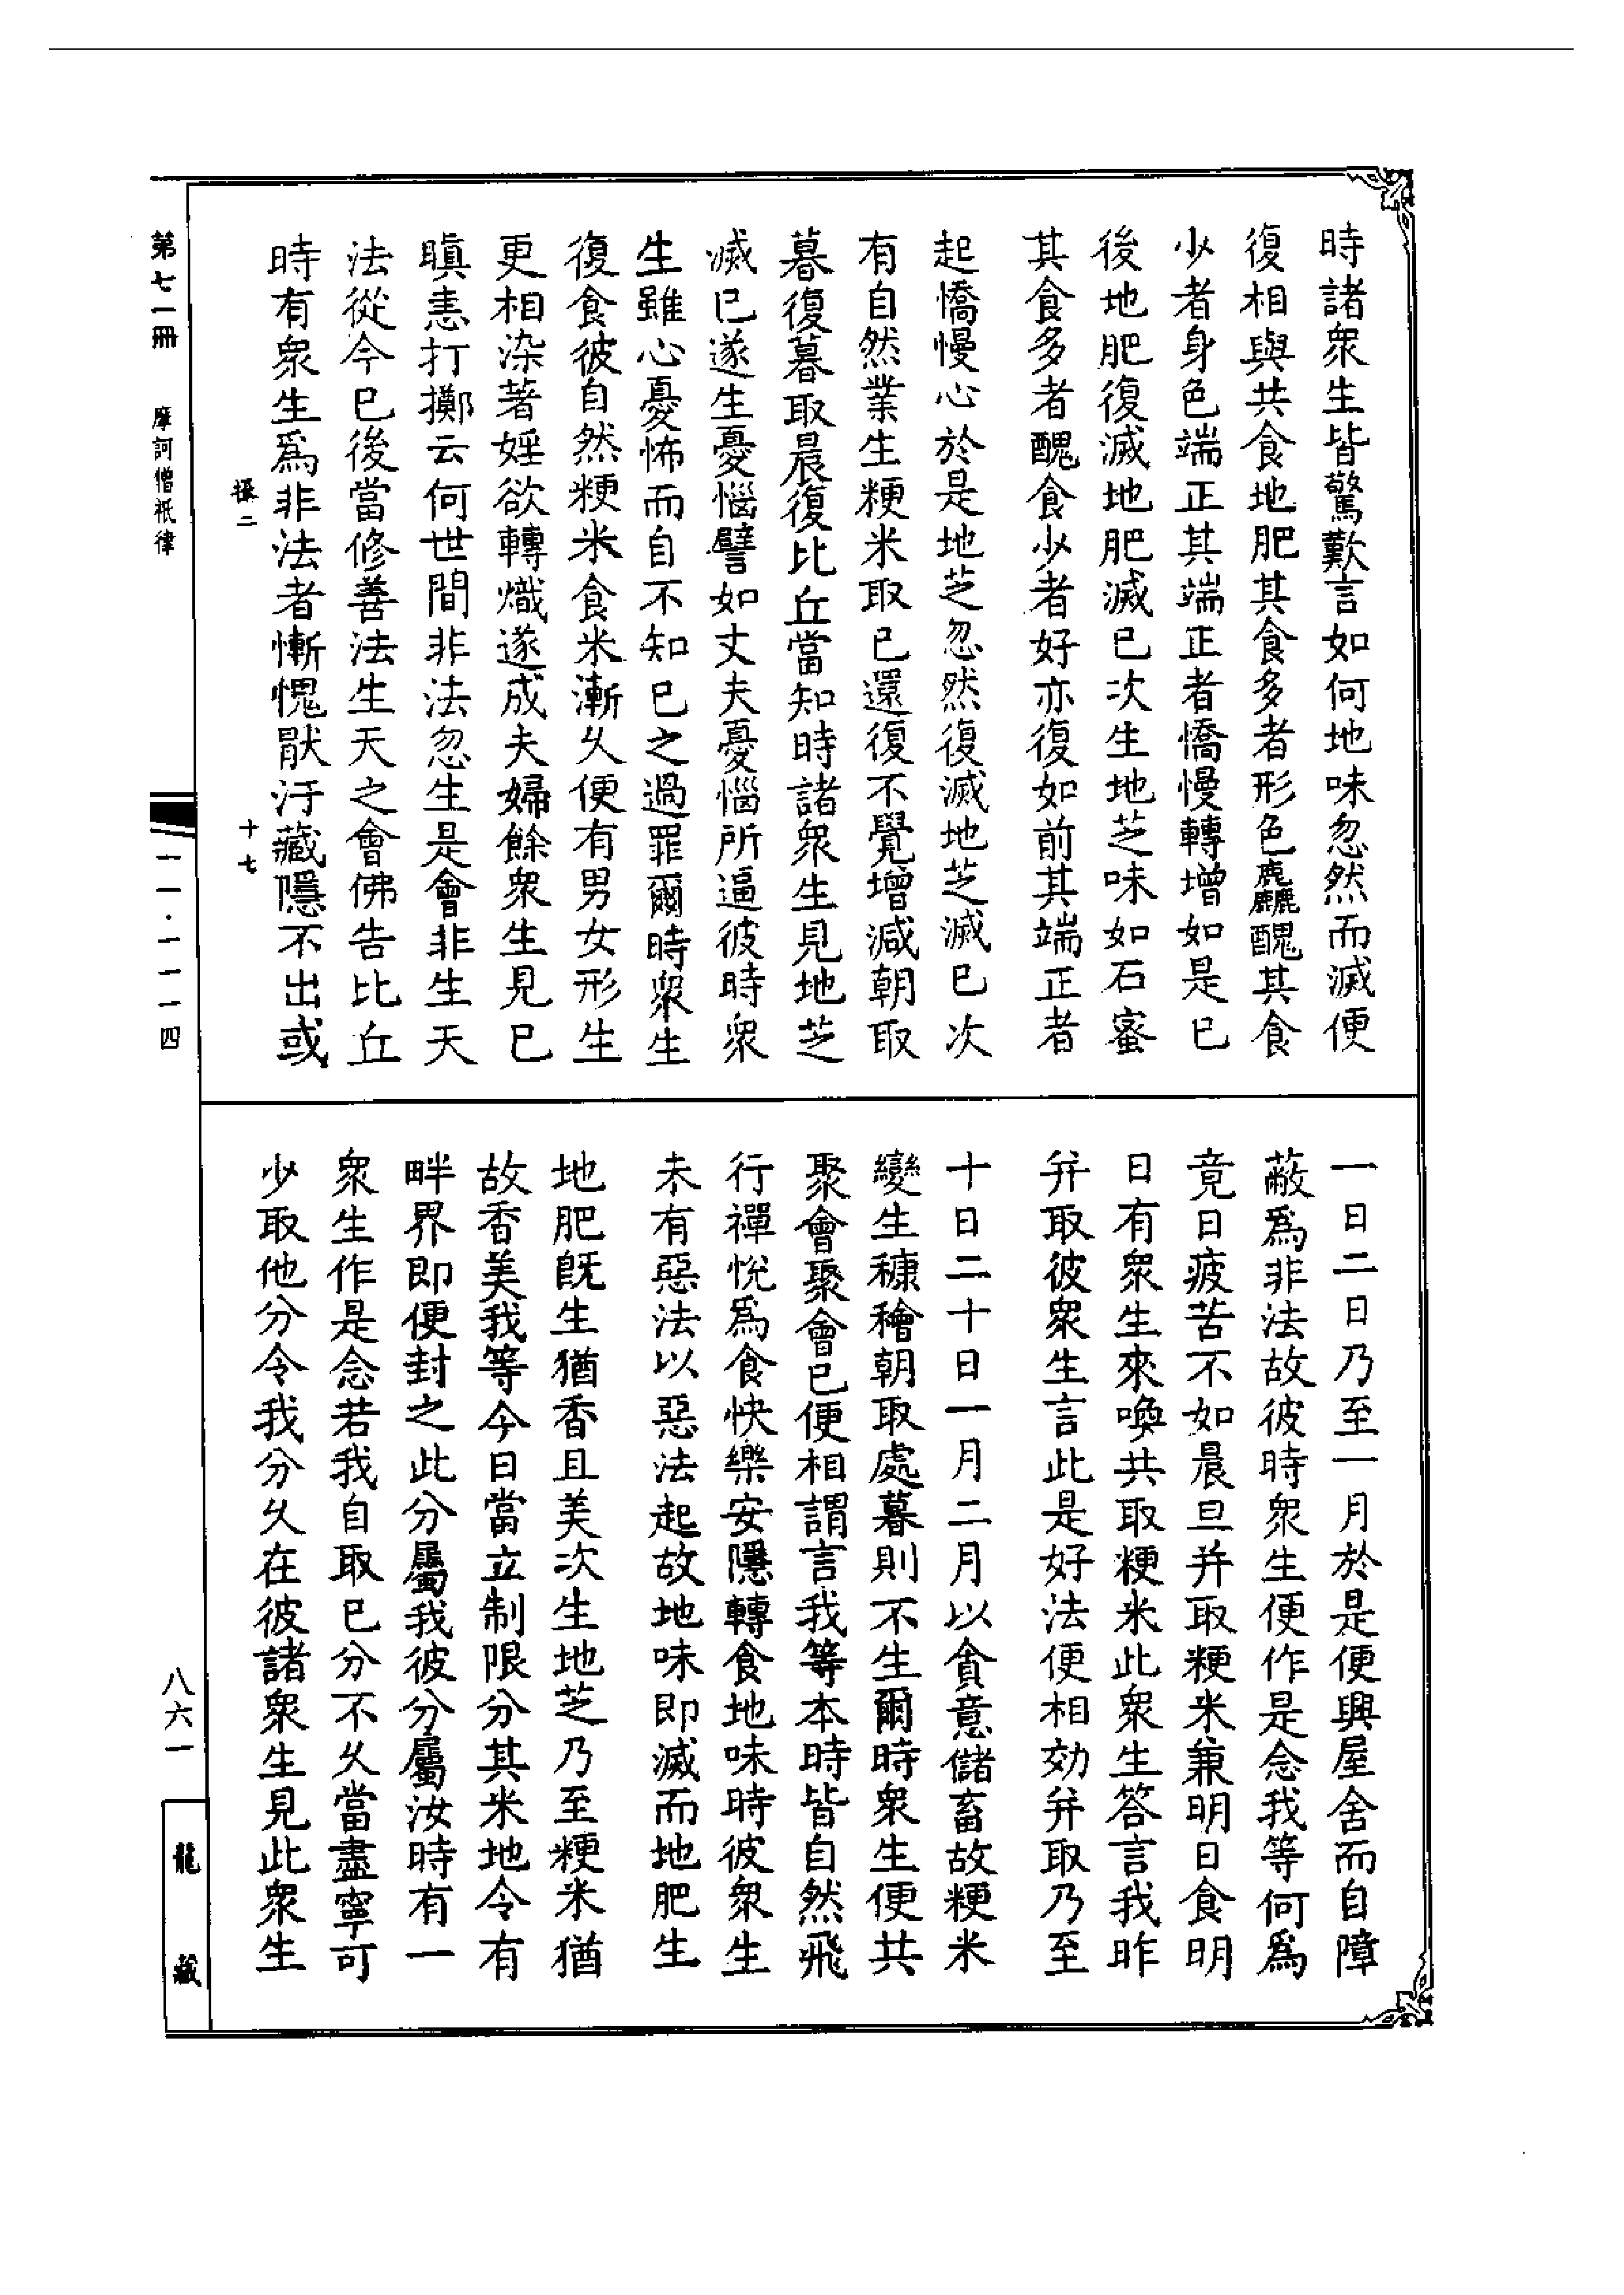 時諸衆生皆驚歎言如何地味忽然而滅便
復相與共食地肥其食多者形色麤醜其食
少者身色端正其端正者憍慢轉增如是已
後地肥復滅地肥滅已次生地芝味如石蜜
其食多者醜食少者好亦復如前其端正者
起憍慢心於是地芝忽然復滅地芝滅已次
有自然業生粳米取已還復不覺增減朝取
暮復暮取晨復比丘當知時諸衆生見地芝
滅已遂生憂惱譬如丈夫憂惱所逼彼時衆
生雖心憂怖而自不知已之過罪爾時衆生
復食彼自然粳米食米漸久便有男女形生
更相染著婬欲轉熾遂成夫婦餘衆生見已
瞋恚打擲云何世間非法忽生是會非生天
法從今已後當修善法生天之會佛告比丘
時有衆生爲非法者慚愧猒汙藏隱不出或
一日二日乃至一月於是便興屋舍而自障
蔽爲非法故彼時衆生便作是念我等何爲
竟日疲苦不如晨旦并取粳米兼明日食明
日有衆生來喚共取粳米此衆生答言我昨
并取彼衆生言此是好法便相効并取乃至
十日二十日一月二月以貪意儲畜故粳米
變生穅穭朝取處暮則不生爾時衆生便共
聚會聚會已便相謂言我等本時皆自然飛
行禪悅爲食快樂安隱轉食地味時彼衆生
未有惡法以惡法起故地味即滅而地肥生
地肥旣生猶香且美次生地芝乃至粳米猶
故香美我等今日當立制限分其米地令有
畔界即便封之此分屬我彼分屬汝時有一
衆生作是念若我自取已分不久當盡寧可
少取他分令我分久在彼諸衆生見此衆生
第七一冊 摩訶僧祇律 一一·一一一四 八六一 龍藏
攝二 十七